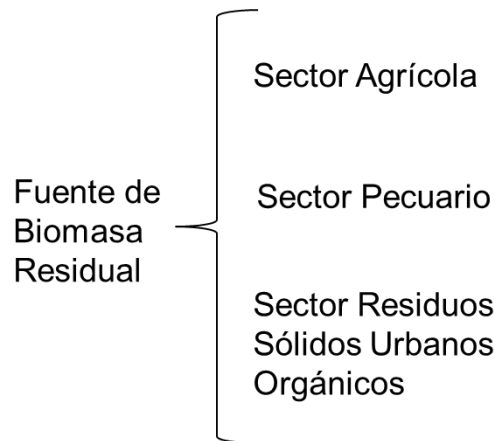 Fuente de
Biomasa
Residual
Sector Agrícola
Sector Pecuario
Sector Residuos
Sólidos Urbanos
Orgánicos